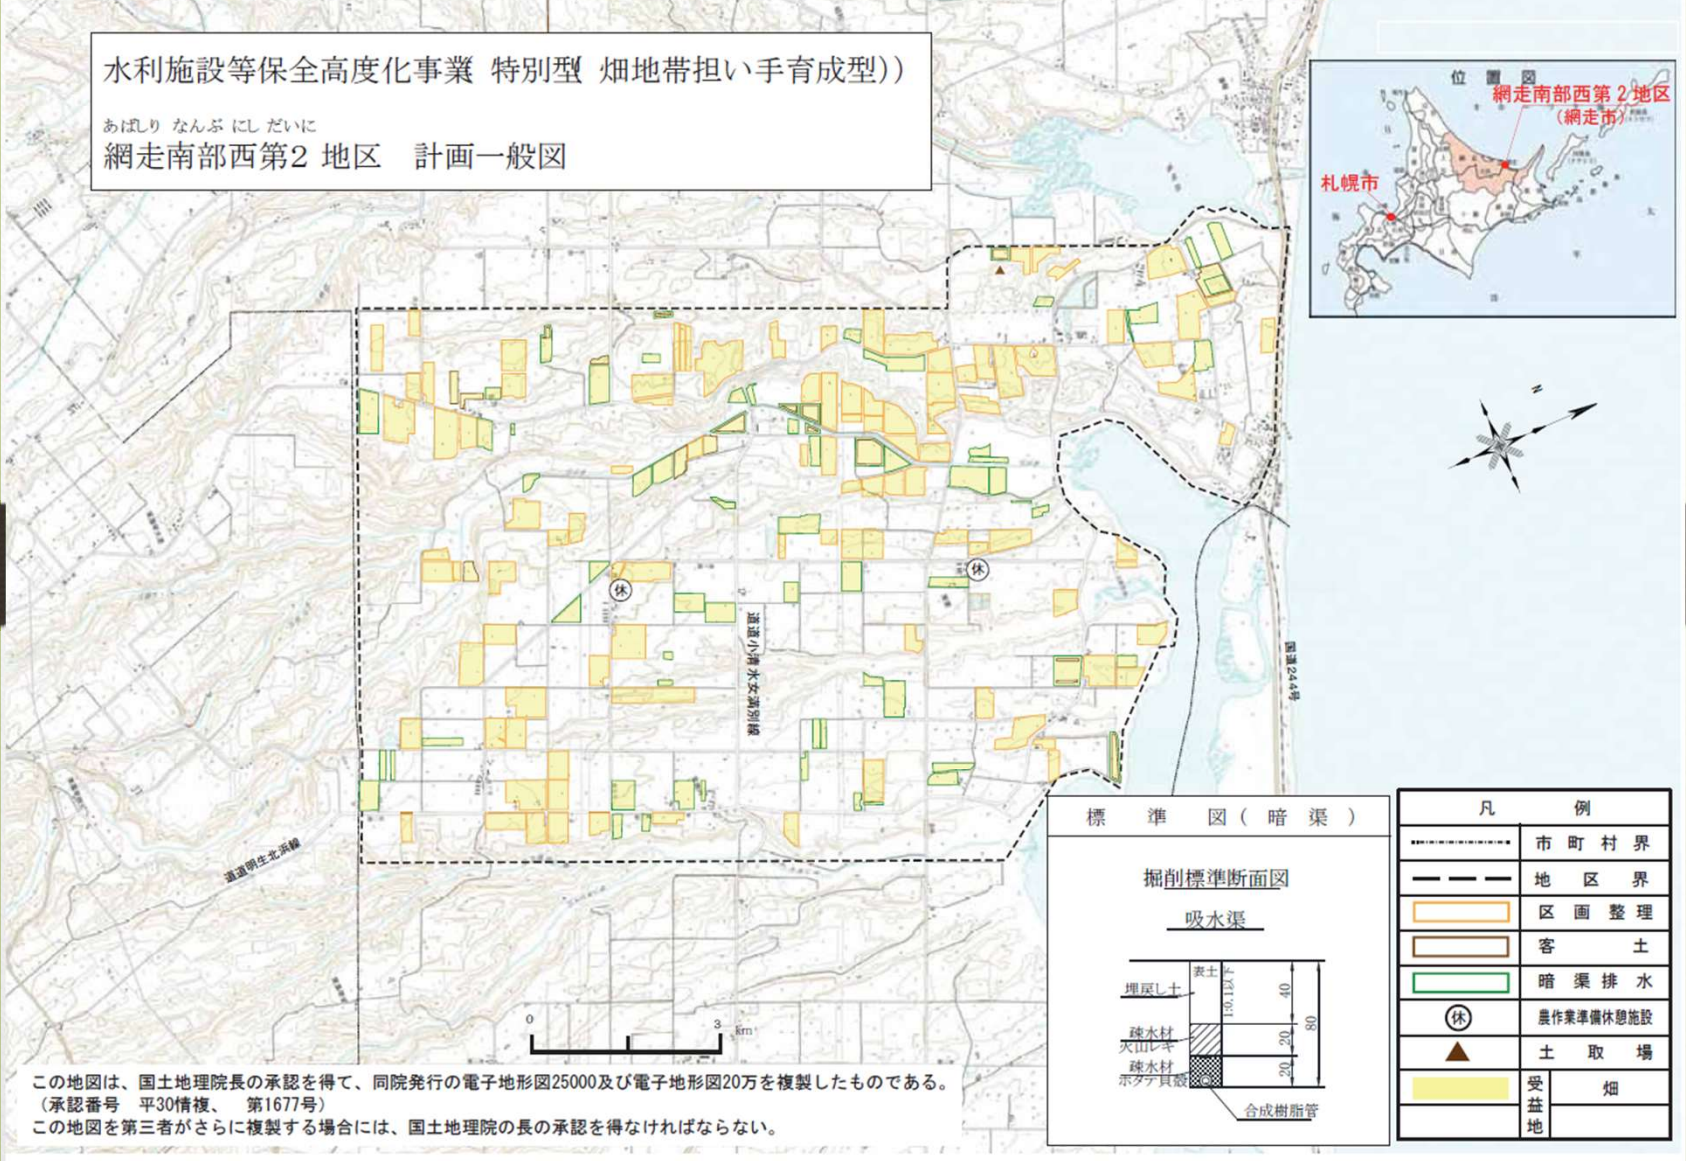 水利施設等保全高度化事業 特別型 畑地帯担い手育成型))
あばしり なんぶ にし だいに
網走南部西第2 地区 計画一般図
位 置 図
網走南部西第 2 地区
(網走市)
札幌市
N
休
休
道道小清水女満別線
国道244号
道道明生北浜線
0 3 km
標 準 図 ( 暗 渠 )
掘削標準断面図
吸水渠
表土
埋戻し土
1:0.1以下
40
疎水材
火山レキ
20
80
疎水材
ホタテ貝殻
20
合成樹脂管
凡 例
市 町 村 界
地 区 界
区 画 整 理
客 土
暗 渠 排 水
休 農作業準備休憩施設
土 取 場
受益地 畑
この地図は、国土地理院長の承認を得て、同院発行の電子地形図25000及び電子地形図20万を複製したものである。
(承認番号 平30情複、 第1677号)
この地図を第三者がさらに複製する場合には、国土地理院の長の承認を得なければならない。